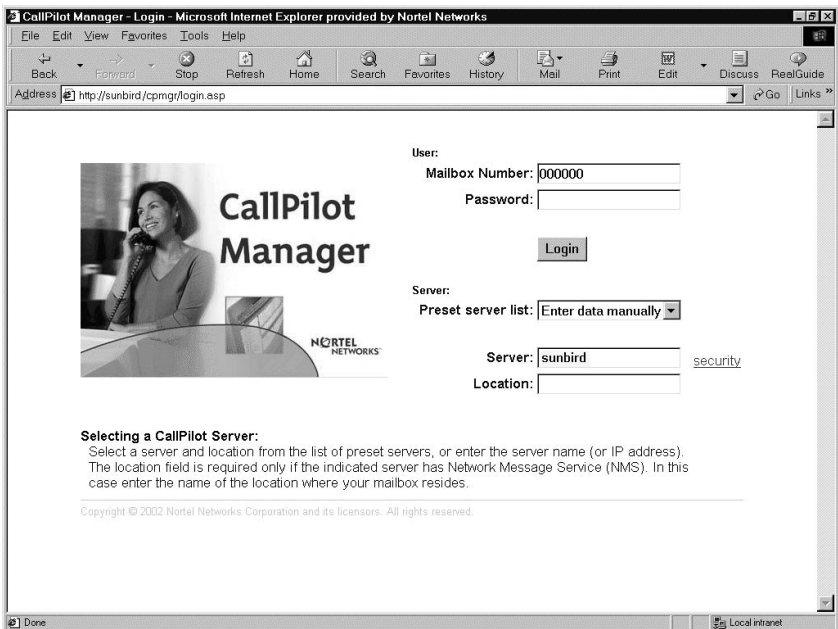 CallPilot Manager - Login - Microsoft Internet Explorer provided by Nortel Networks
File Edit View Favorites Tools Help
Back Forward Stop Refresh Home Search Favorites History Mail Print Edit Discuss RealGuide
Address http://sunbird/cpmgr/login.asp Go Links »
User:
Mailbox Number: 000000
Password:
CallPilot
Manager
Login
Server:
Preset server list: Enter data manually
NORTEL
NETWORKS™
Server: sunbird security
Location:
Selecting a CallPilot Server:
Select a server and location from the list of preset servers, or enter the server name (or IP address).
The location field is required only if the indicated server has Network Message Service (NMS). In this
case enter the name of the location where your mailbox resides.
Copyright © 2002 Nortel Networks Corporation and its licensors. All rights reserved.
Done Local intranet